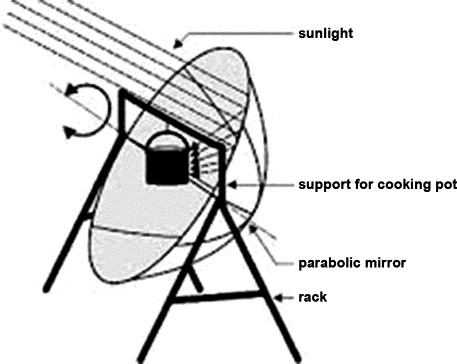 sunlight
support for cooking pot
parabolic mirror
rack